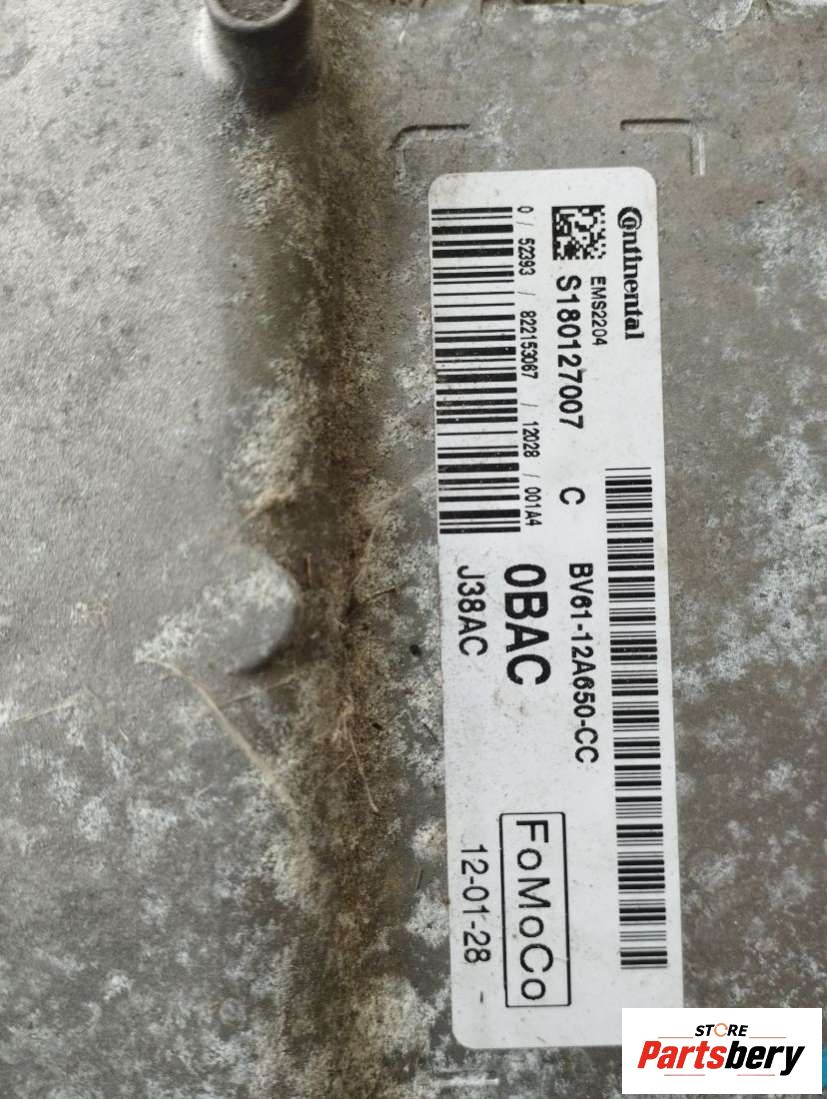 Continental
EMS2204
S180127007 C BV61-12A650-CC
0 / 52393 / 822153067 / 12028 / 001A4
0BAC
J38AC
FoMoCo
12-01-28 -
STORE
Partsbery